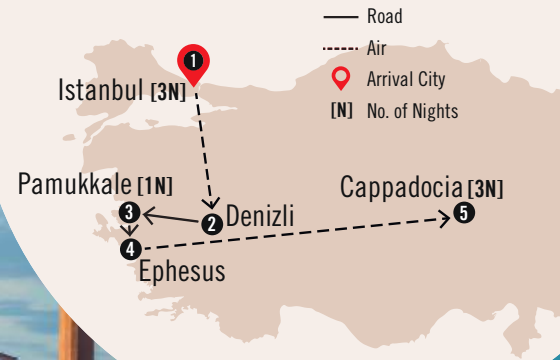 Road
Air
Arrival City
[N] No. of Nights
1
Istanbul [3N]
Pamukkale [1N]
Cappadocia [3N]
3
2 Denizli
5
4
Ephesus